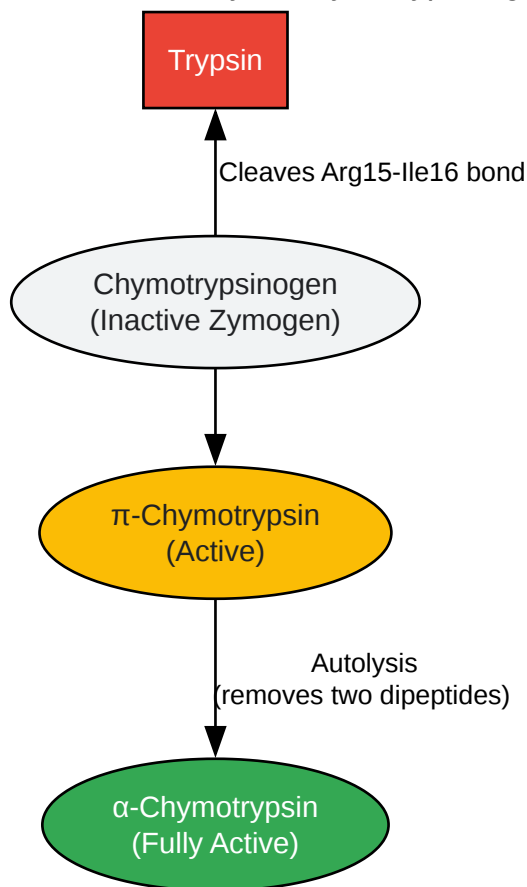 Trypsin
Cleaves Arg15-Ile16 bond
Chymotrypsinogen
(Inactive Zymogen)
π-Chymotrypsin
(Active)
Autolysis
(removes two dipeptides)
α-Chymotrypsin
(Fully Active)